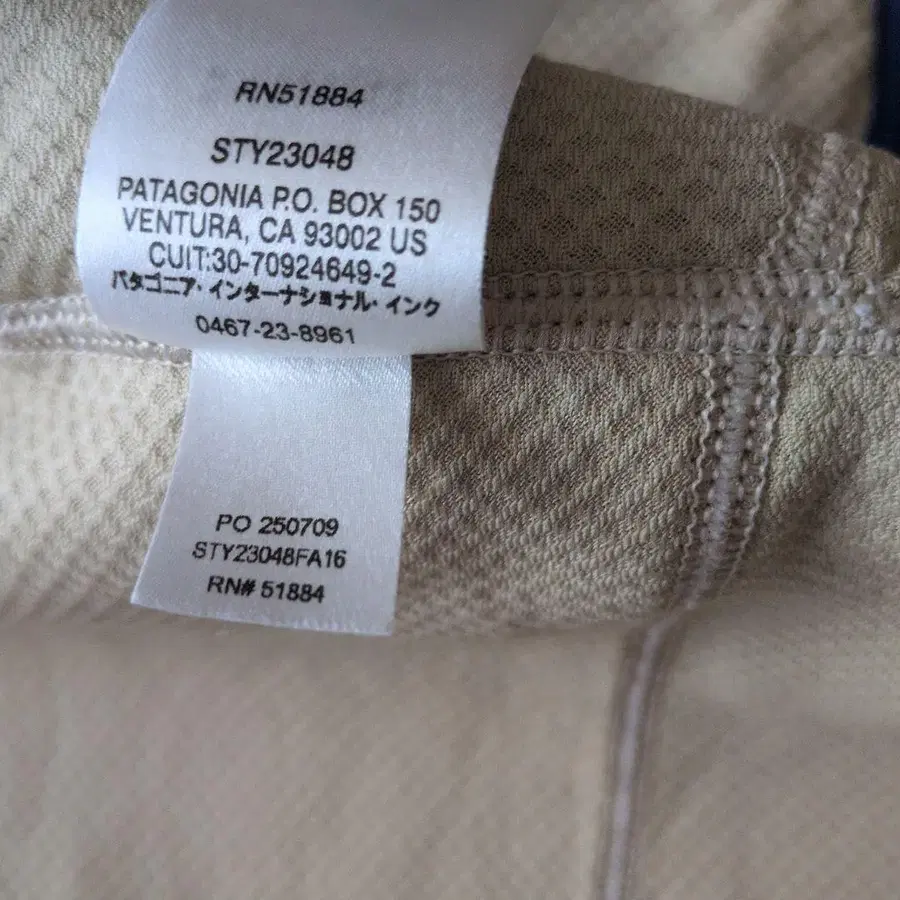 RN51884
STY23048
PATAGONIA P.O. BOX 150
VENTURA, CA 93002 US
CUIT:30-70924649-2
パタゴニア・インターナショナル・インク
0467-23-8961
PO 250709
STY23048FA16
RN# 51884